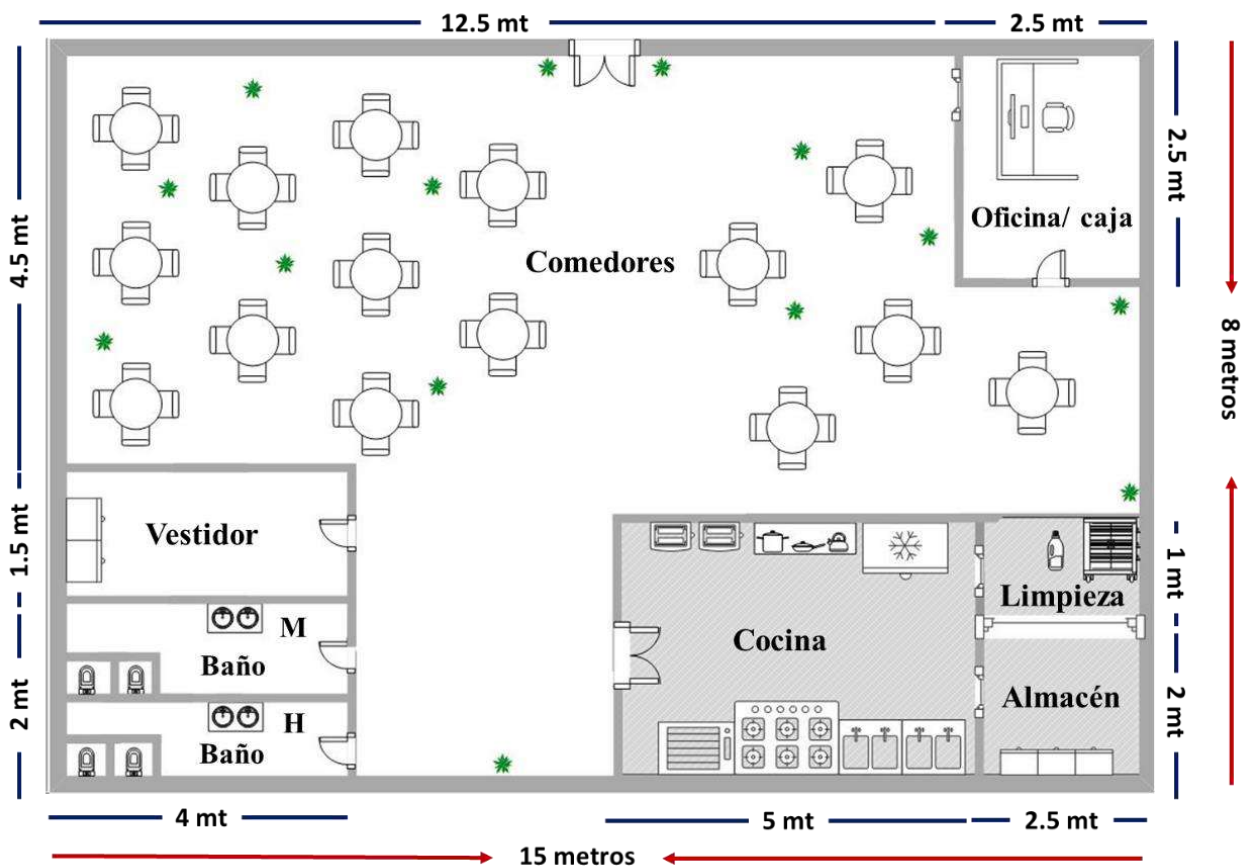 12.5 mt
2.5 mt
4.5 mt
2.5 mt
Oficina/ caja
Comedores
8 metros
1.5 mt
Vestidor
1 mt
Limpieza
M
Baño
Cocina
2 mt
Almacén
2 mt
H
Baño
4 mt
5 mt
2.5 mt
15 metros